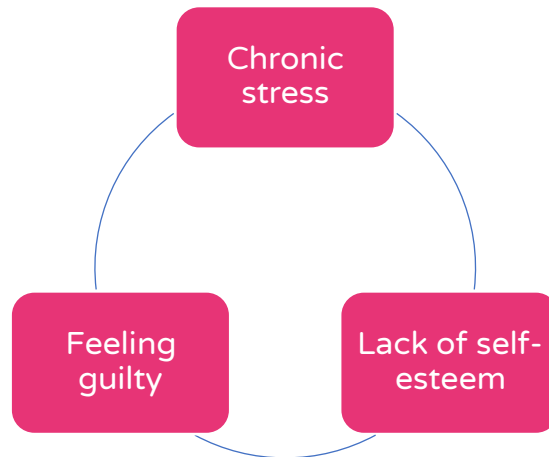 Chronic
stress
Feeling
guilty
Lack of self-
esteem